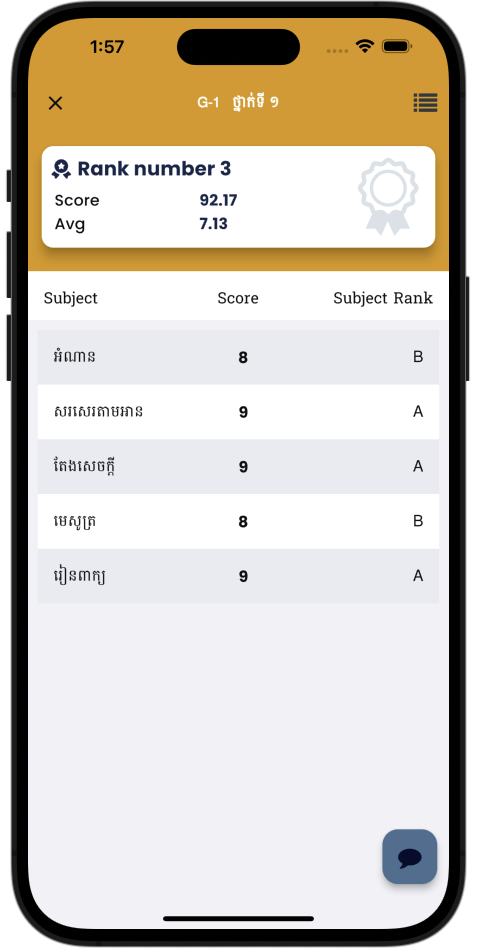 1:57
G-1 ថ្នាក់ទី ១
Rank number 3
Score 92.17
Avg 7.13
Subject Score Subject Rank
អំណាន 8 B
សរសេរតាមអាន 9 A
តែងសេចក្តី 9 A
មេសូត្រ 8 B
រៀនពាក្យ 9 A